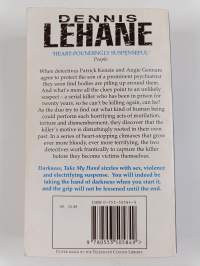 DENNIS
LEHANE
'HEART-POUNDINGLY SUSPENSEFUL'
People
When detectives Patrick Kenzie and Angie Gennaro
agree to protect the son of a prominent psychiatrist
they soon find bodies are piling up around them.
And what's more all the clues point to an unlikely
suspect - a serial killer who has been in prison for
twenty years, so he can't be killing again, can he?
As the duo try to find out what kind of human being
could perform such horrifying acts of mutilation,
torture and dismemberment, they discover that the
killer's motive is disturbingly rooted in their own
past. In a series of heart-stopping climaxes that grow
ever more bloody, ever more terrifying, the two
detectives work frantically to capture the killer
before they become victims themselves.
Darkness, Take My Hand sizzles with sex, violence
and electrifying suspense. You will indeed be
taking the hand of darkness when you start it,
and the grip will not be lessened until the end.